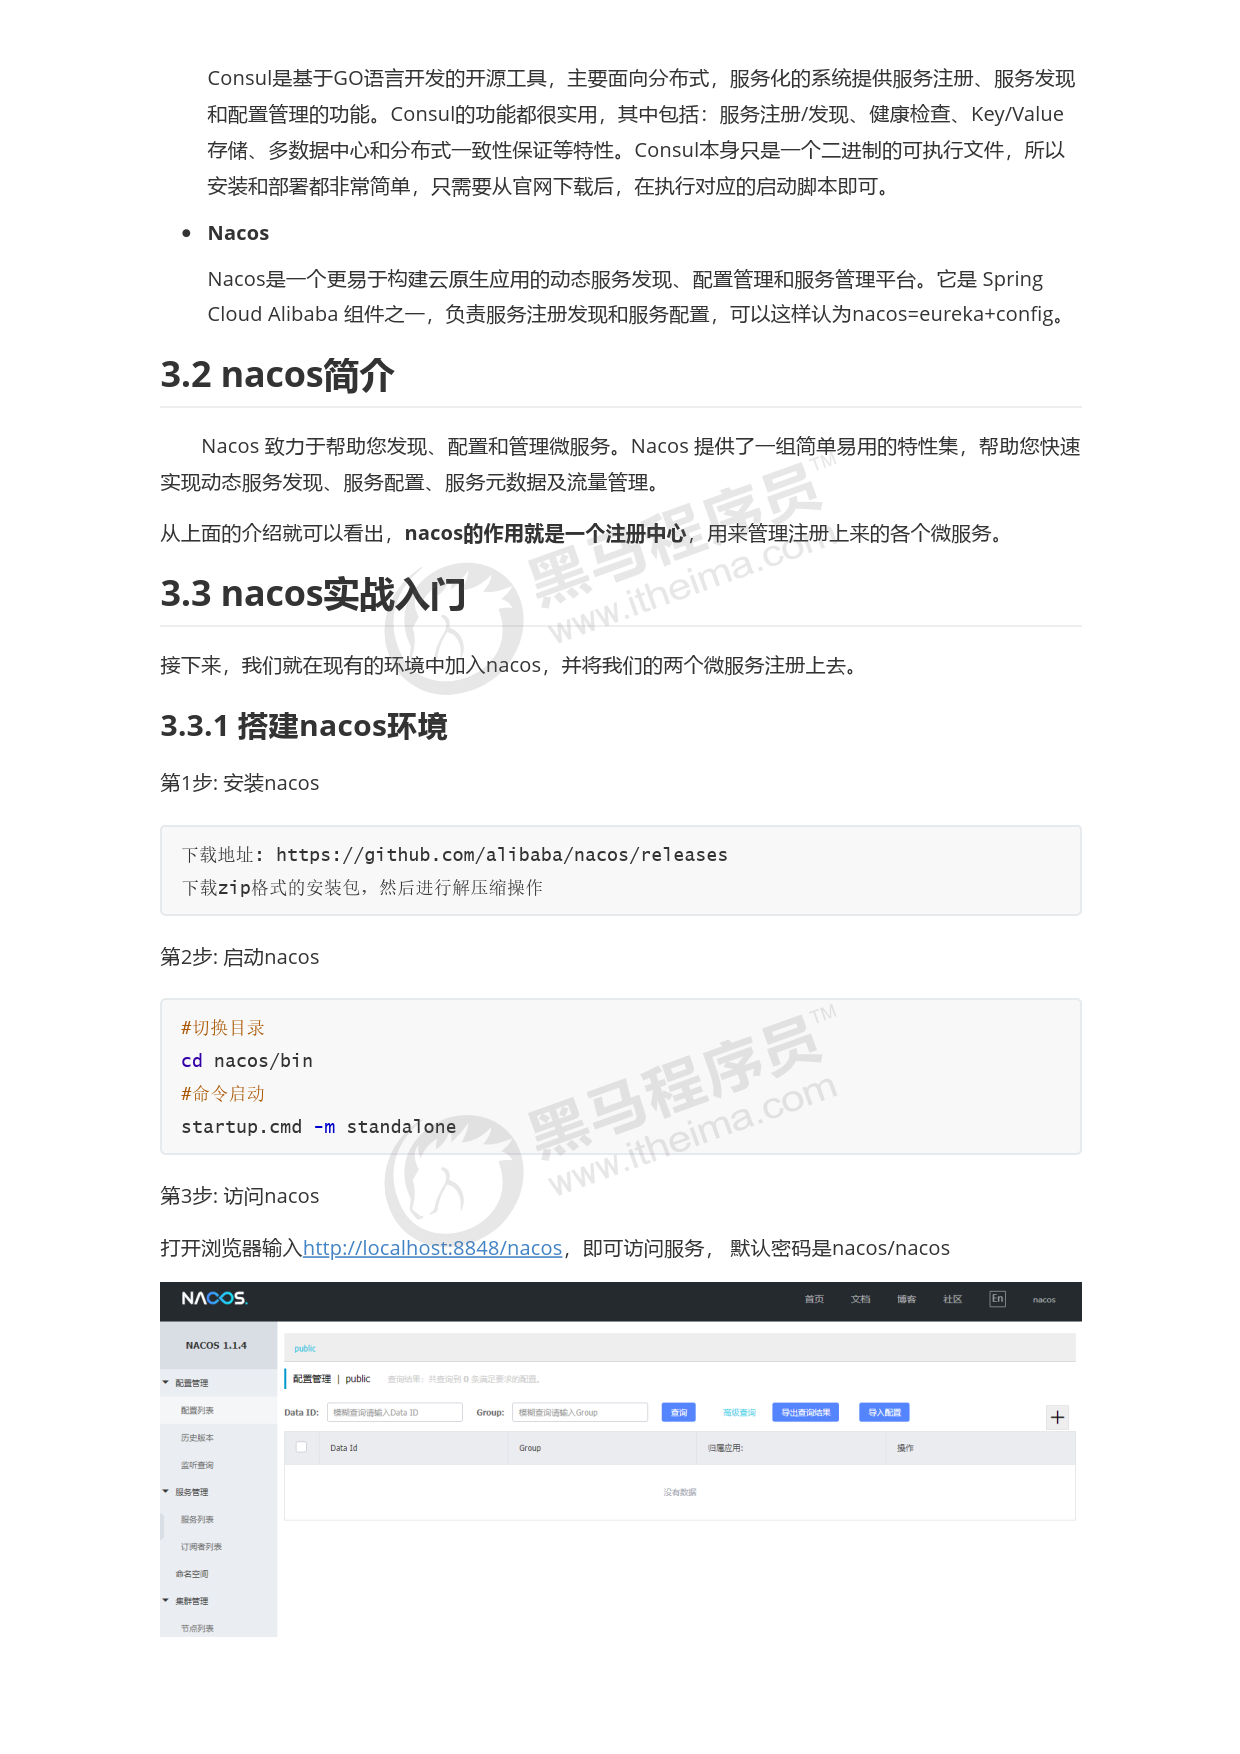 Consul是基于GO语言开发的开源工具，主要面向分布式，服务化的系统提供服务注册、服务发现
和配置管理的功能。Consul的功能都很实用，其中包括：服务注册/发现、健康检查、Key/Value
存储、多数据中心和分布式一致性保证等特性。Consul本身只是一个二进制的可执行文件，所以
安装和部署都非常简单，只需要从官网下载后，在执行对应的启动脚本即可。
• Nacos
Nacos是一个更易于构建云原生应用的动态服务发现、配置管理和服务管理平台。它是 Spring
Cloud Alibaba 组件之一，负责服务注册发现和服务配置，可以这样认为nacos=eureka+config。
3.2 nacos简介
Nacos 致力于帮助您发现、配置和管理微服务。Nacos 提供了一组简单易用的特性集，帮助您快速
实现动态服务发现、服务配置、服务元数据及流量管理。
从上面的介绍就可以看出，nacos的作用就是一个注册中心，用来管理注册上来的各个微服务。
黑马程序员™
www.itheima.com
3.3 nacos实战入门
接下来，我们就在现有的环境中加入nacos，并将我们的两个微服务注册上去。
3.3.1 搭建nacos环境
第1步: 安装nacos
下载地址: https://github.com/alibaba/nacos/releases
下载zip格式的安装包，然后进行解压缩操作
第2步: 启动nacos
#切换目录
cd nacos/bin
#命令启动
startup.cmd -m standalone
黑马程序员™
www.itheima.com
第3步: 访问nacos
打开浏览器输入http://localhost:8848/nacos，即可访问服务， 默认密码是nacos/nacos
NACOS. 首页 文档 博客 社区 En nacos
NACOS 1.1.4
public
配置管理 配置管理 | public 查询结果：共查询到 0 条满足要求的配置。
配置列表 Data ID: 模糊查询请输入Data ID Group: 模糊查询请输入Group 查询 高级查询 导出查询结果 导入配置 +
历史版本 Data Id Group 归属应用: 操作
监听查询
服务管理 没有数据
服务列表
订阅者列表
命名空间
集群管理
节点列表